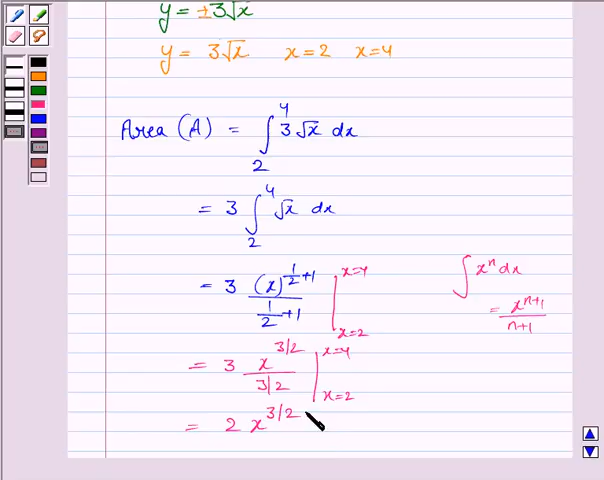 y = ±3√x
y = 3√x x=2 x=4
Area (A) = ∫₂⁴ 3√x dx
= 3 ∫₂⁴ √x dx
= 3 (x)^(1/2+1) / (1/2+1) | x=4 x=2
∫ xⁿ dx
= xⁿ⁺¹ / n+1
= 3 x^(3/2) / (3/2) | x=4 x=2
= 2 x^(3/2)